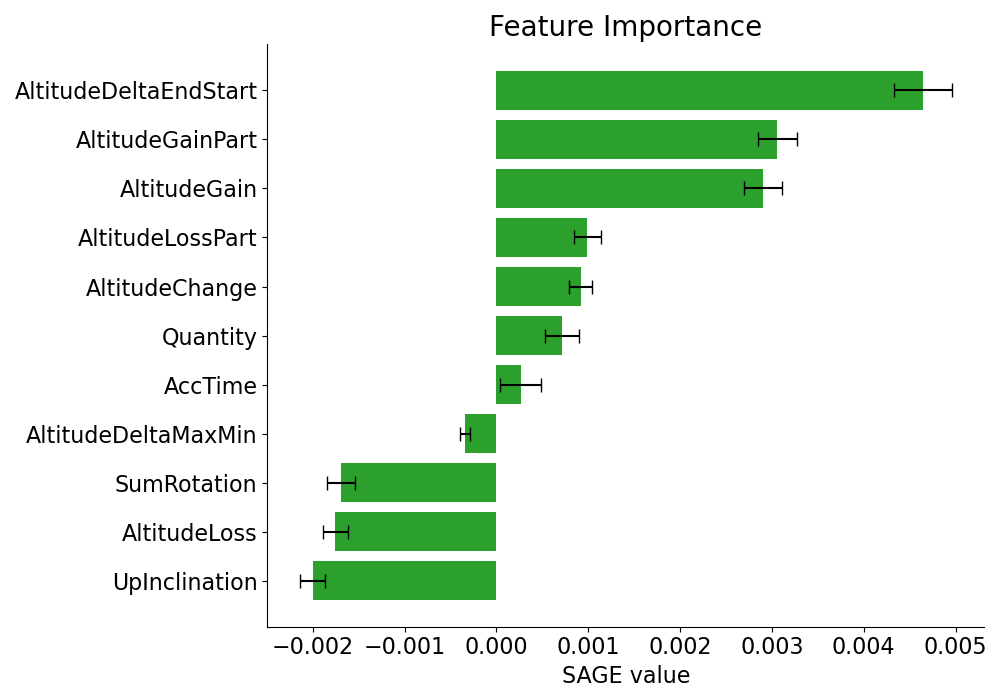 Feature Importance
AltitudeDeltaEndStart
AltitudeGainPart
AltitudeGain
AltitudeLossPart
AltitudeChange
Quantity
AccTime
AltitudeDeltaMaxMin
SumRotation
AltitudeLoss
UpInclination
−0.002 −0.001 0.000 0.001 0.002 0.003 0.004 0.005
SAGE value